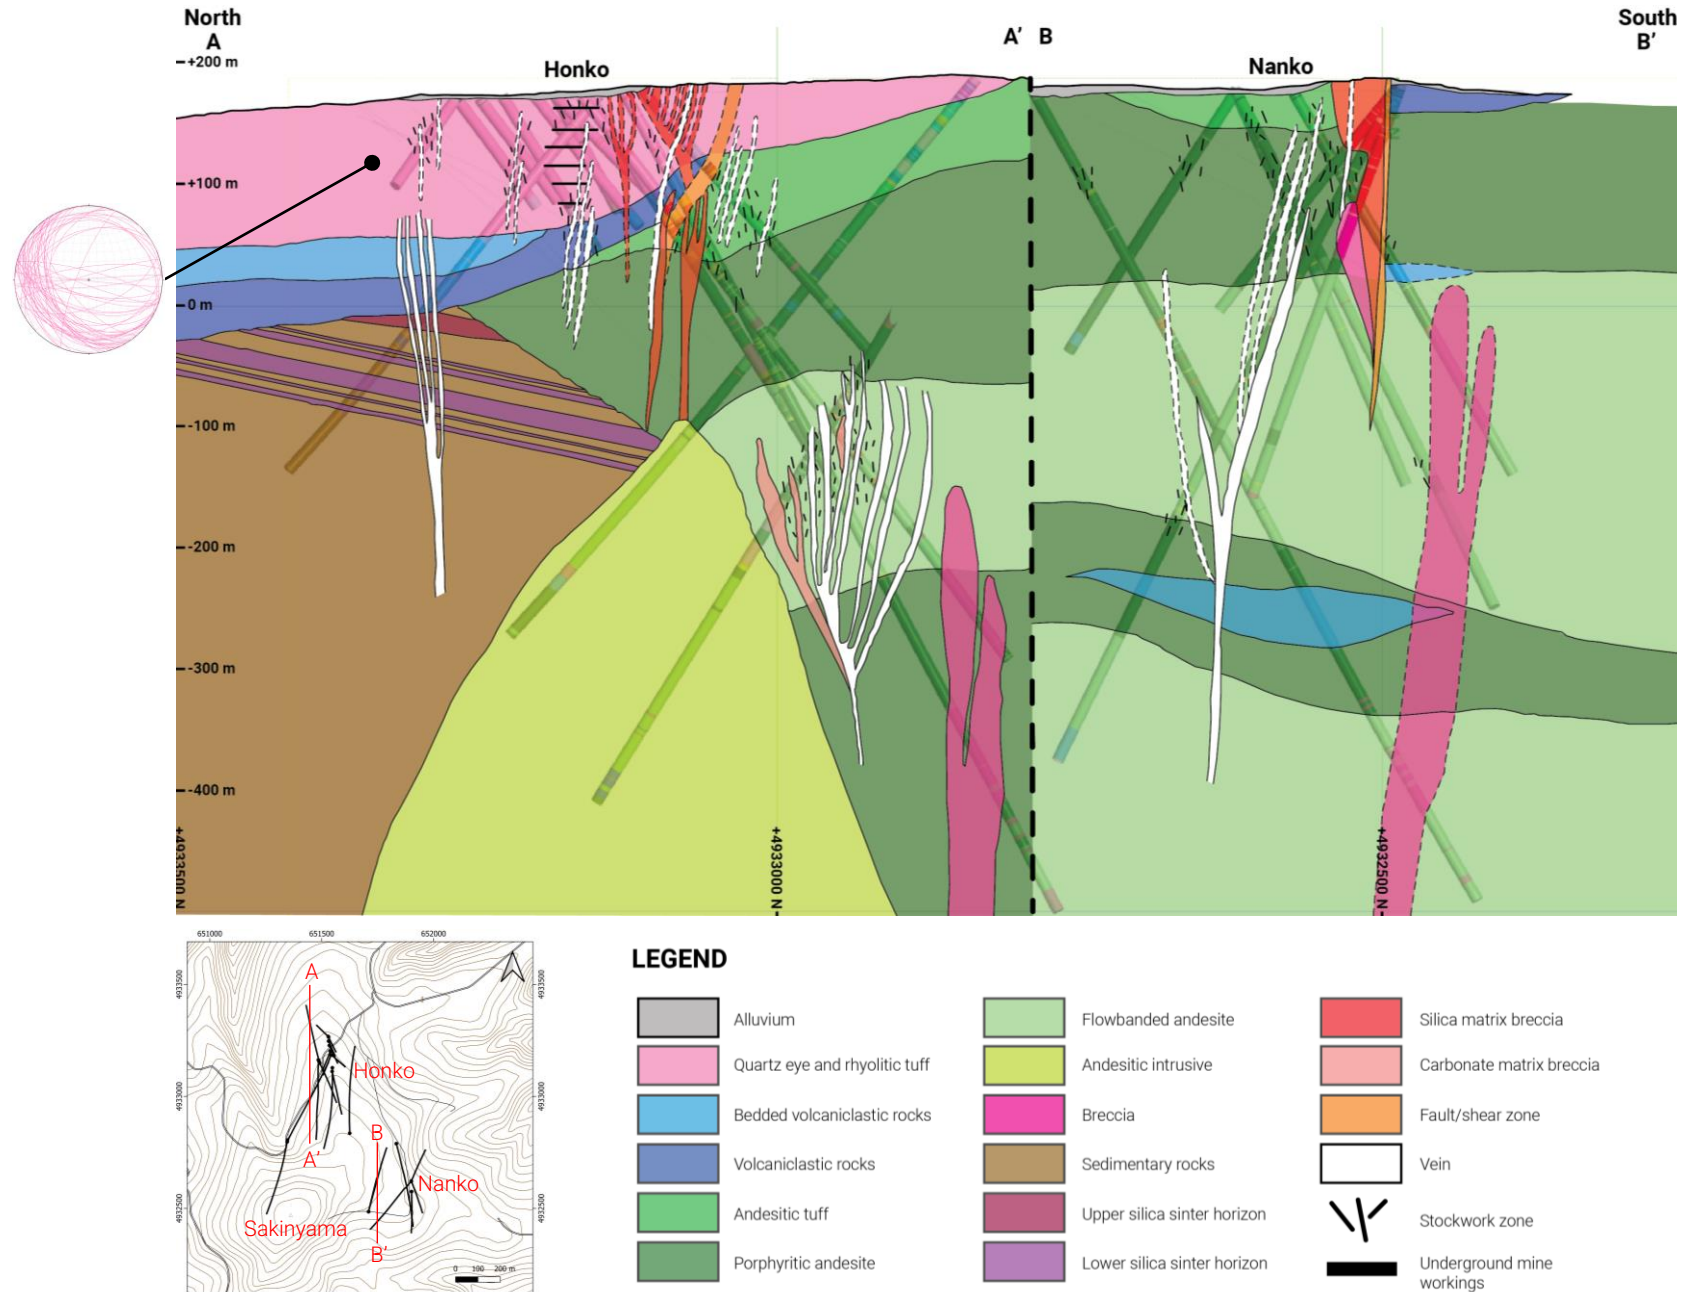 North
A
South
B'
A' B
Honko
Nanko
+200 m
+100 m
0 m
-100 m
-200 m
-300 m
-400 m
+4933500 N
+4933000 N
+4932500 N
651000
651500
652000
4933500
4933500
4933000
4933000
4932500
4932500
A
Honko
A'
B
Nanko
Sakinyama
B'
0 100 200 m
LEGEND
Alluvium
Quartz eye and rhyolitic tuff
Bedded volcaniclastic rocks
Volcaniclastic rocks
Andesitic tuff
Porphyritic andesite
Flowbanded andesite
Andesitic intrusive
Breccia
Sedimentary rocks
Upper silica sinter horizon
Lower silica sinter horizon
Silica matrix breccia
Carbonate matrix breccia
Fault/shear zone
Vein
Stockwork zone
Underground mine
workings